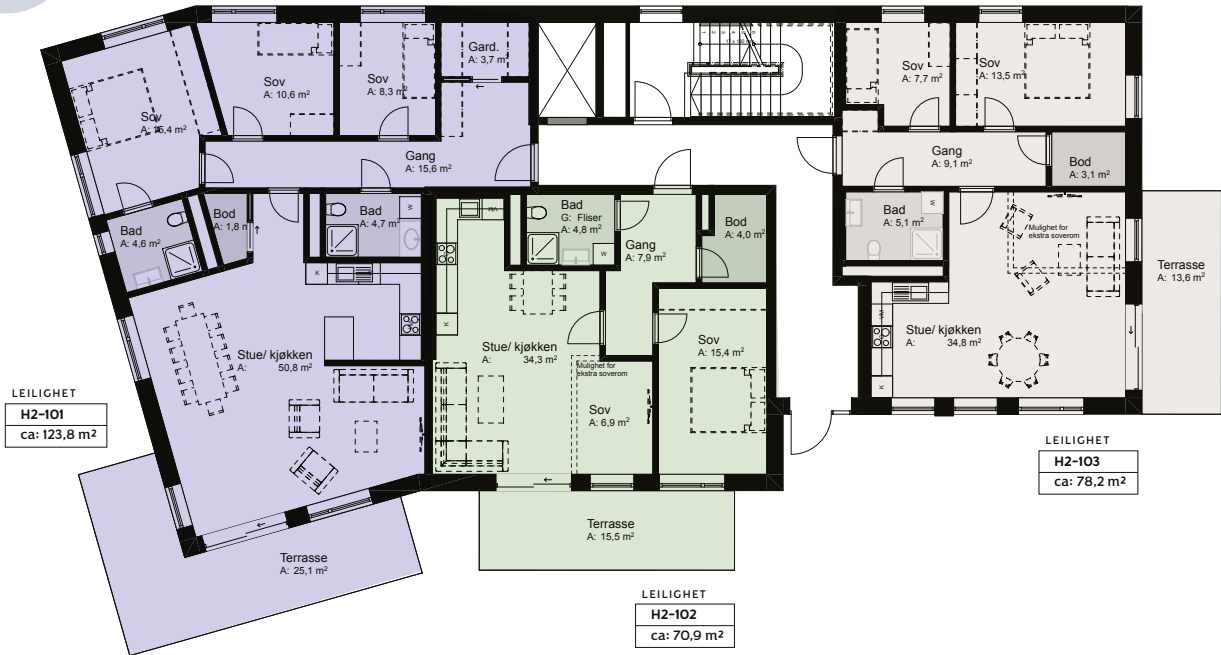 Sov
A: 16,4 m²
Sov
A: 10,6 m²
Sov
A: 8,3 m²
Gard.
A: 3,7 m²
Gang
A: 15,6 m²
Bad
A: 4,6 m²
Bod
A: 1,8 m²
Bad
A: 4,7 m²
W
K
Stue/ kjøkken
A: 50,8 m²
Terrasse
A: 25,1 m²
LEILIGHET
H2-101
ca: 123,8 m²
VM
K
Bad
G: Fliser
A: 4,8 m²
W
Gang
A: 7,9 m²
Bod
A: 4,0 m²
Stue/ kjøkken
A: 34,3 m²
Mulighet for
ekstra soverom
Sov
A: 6,9 m²
Sov
A: 15,4 m²
Terrasse
A: 15,5 m²
LEILIGHET
H2-102
ca: 70,9 m²
Sov
A: 7,7 m²
Sov
A: 13,5 m²
Gang
A: 9,1 m²
Bod
A: 3,1 m²
Bad
A: 5,1 m²
W
Mulighet for
ekstra soverom
VM
K
Stue/ kjøkken
A: 34,8 m²
Terrasse
A: 13,6 m²
LEILIGHET
H2-103
ca: 78,2 m²